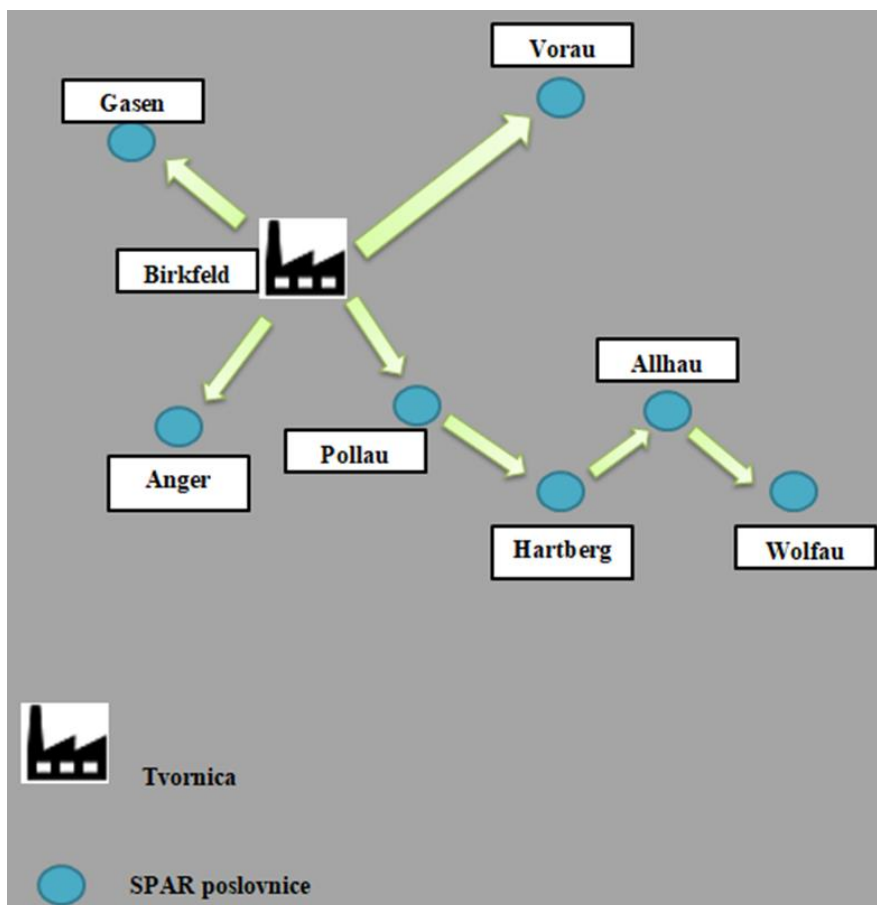 Vorau
Gasen
Birkfeld
Allhau
Pollau
Anger
Hartberg
Wolfau
Tvornica
SPAR poslovnice